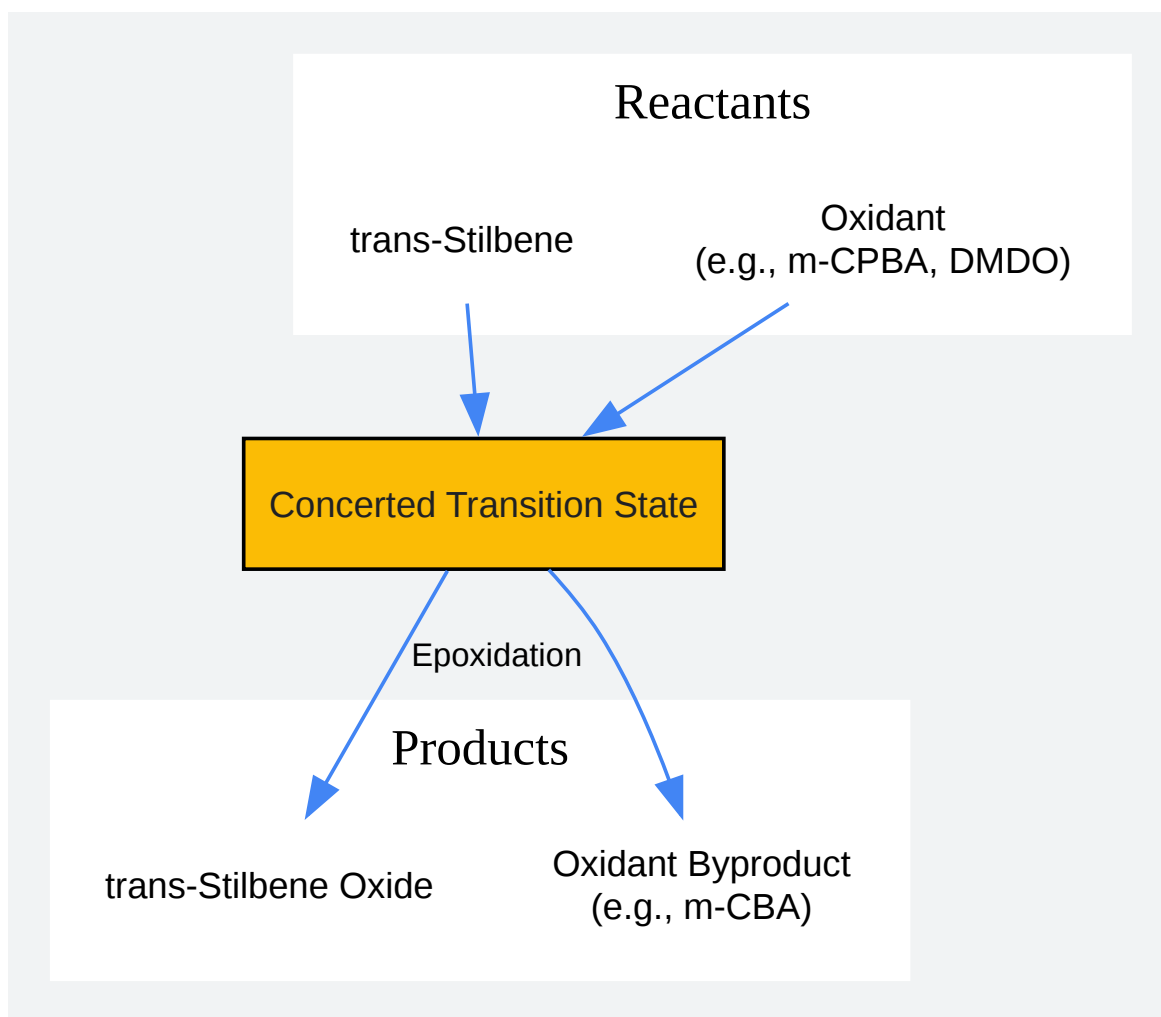 Reactants
trans-Stilbene
Oxidant
(e.g., m-CPBA, DMDO)
Concerted Transition State
Epoxidation
Products
trans-Stilbene Oxide
Oxidant Byproduct
(e.g., m-CBA)